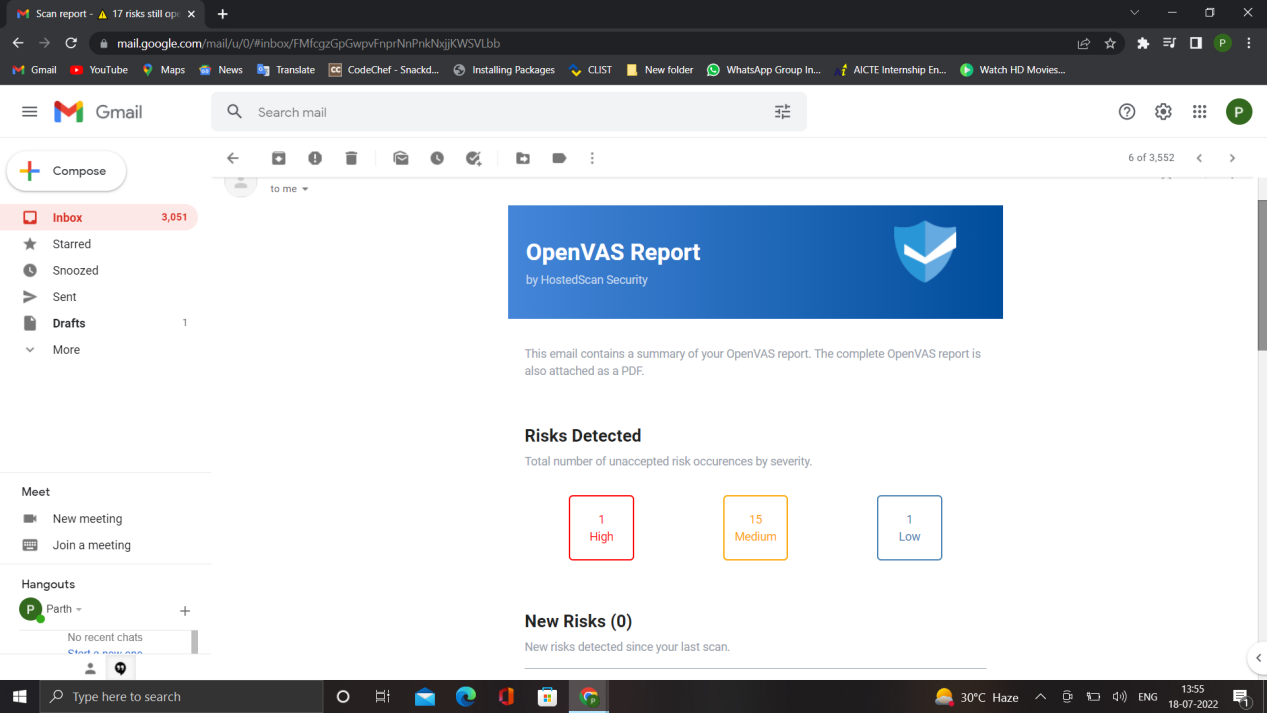 Scan report - ⚠ 17 risks still ope
mail.google.com/mail/u/0/#inbox/FMfcgzGpGwpvFnprNnPnkNxjjKWSVLbb
P
Gmail YouTube Maps News Translate CodeChef - Snackd... Installing Packages CLIST New folder WhatsApp Group In... AICTE Internship En... Watch HD Movies...
Gmail
Search mail
P
Compose
6 of 3,552
to me
Inbox 3,051
Starred
Snoozed
Sent
Drafts 1
More
OpenVAS Report
by HostedScan Security
This email contains a summary of your OpenVAS report. The complete OpenVAS report is
also attached as a PDF.
Risks Detected
Total number of unaccepted risk occurences by severity.
1 15 1
High Medium Low
New Risks (0)
New risks detected since your last scan.
Meet
New meeting
Join a meeting
Hangouts
P Parth
No recent chats
Start a new one
Type here to search
30°C Haze
ENG
13:55
18-07-2022
1